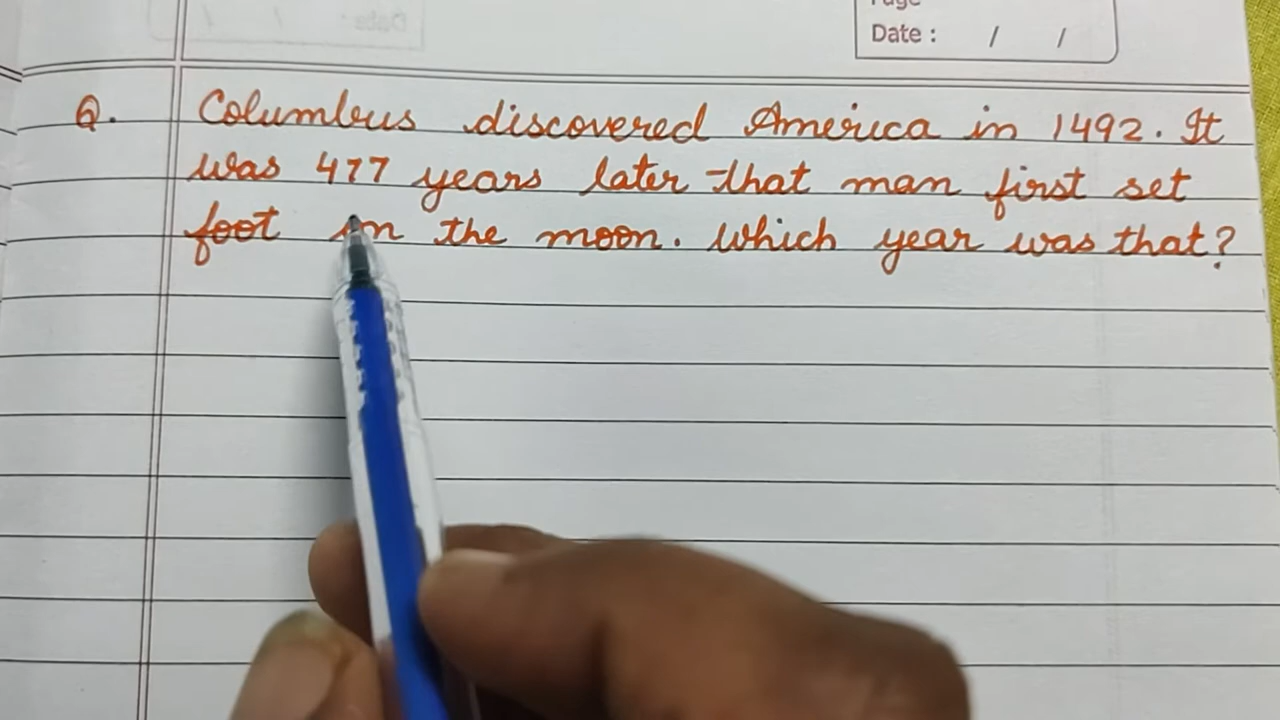 Page
Date : / /
Q. Columbus discovered America in 1492. It
was 477 years later that man first set
foot on the moon. Which year was that?